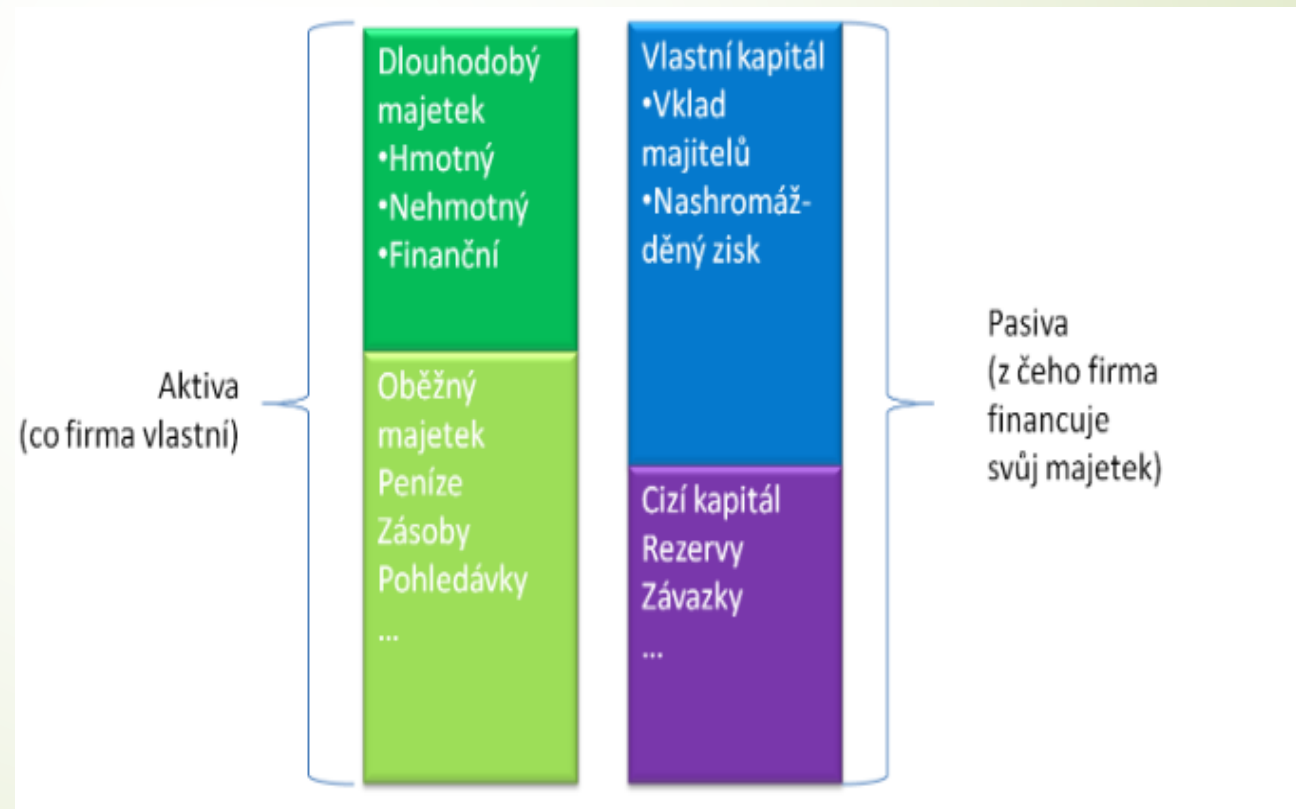 Aktiva
(co firma vlastní)
Dlouhodobý
majetek
•Hmotný
•Nehmotný
•Finanční
Oběžný
majetek
Peníze
Zásoby
Pohledávky
...
Vlastní kapitál
•Vklad
majitelů
•Nashromáž-
děný zisk
Cizí kapitál
Rezervy
Závazky
...
Pasiva
(z čeho firma
financuje
svůj majetek)